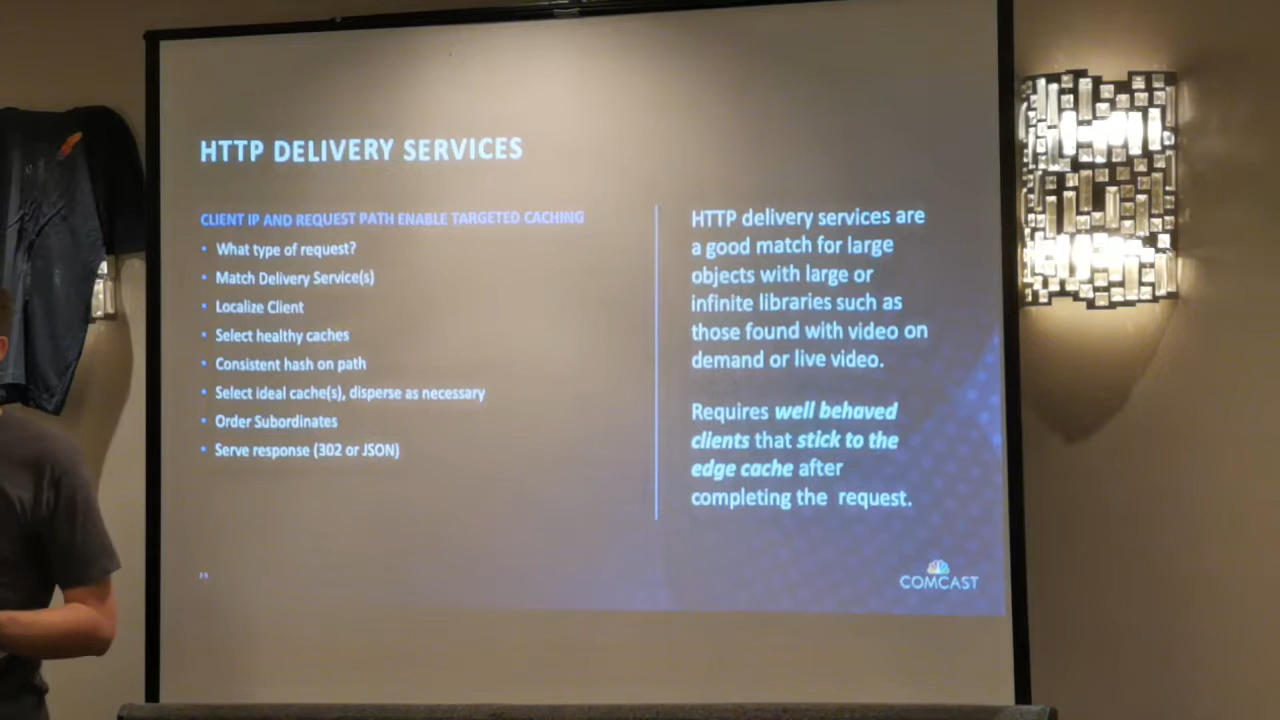 HTTP DELIVERY SERVICES
CLIENT IP AND REQUEST PATH ENABLE TARGETED CACHING
• What type of request?
• Match Delivery Service(s)
• Localize Client
• Select healthy caches
• Consistent hash on path
• Select ideal cache(s), disperse as necessary
• Order Subordinates
• Serve response (302 or JSON)
HTTP delivery services are
a good match for large
objects with large or
infinite libraries such as
those found with video on
demand or live video.
Requires well behaved
clients that stick to the
edge cache after
completing the request.
COMCAST